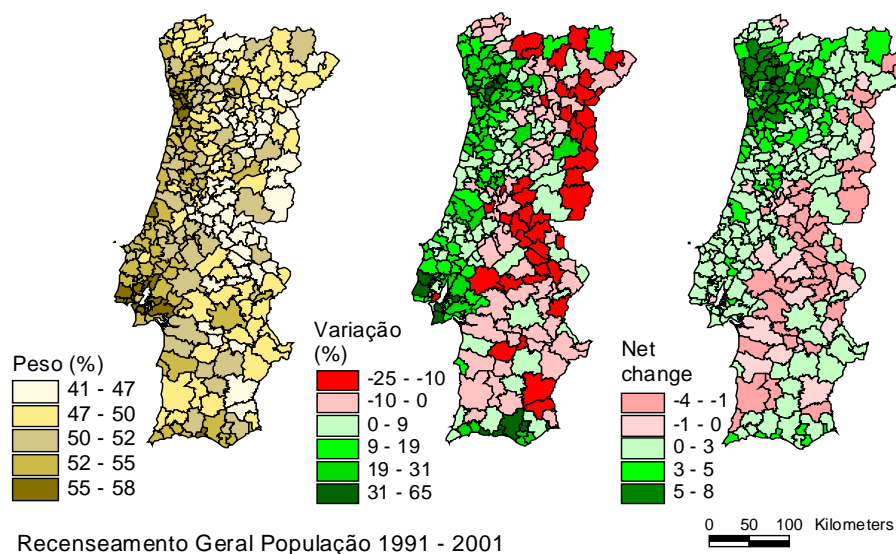 Peso (%)
41 - 47
47 - 50
50 - 52
52 - 55
55 - 58
Variação
(%)
-25 - -10
-10 - 0
0 - 9
9 - 19
19 - 31
31 - 65
Net
change
-4 - -1
-1 - 0
0 - 3
3 - 5
5 - 8
0 50 100 Kilometers
Recenseamento Geral População 1991 - 2001